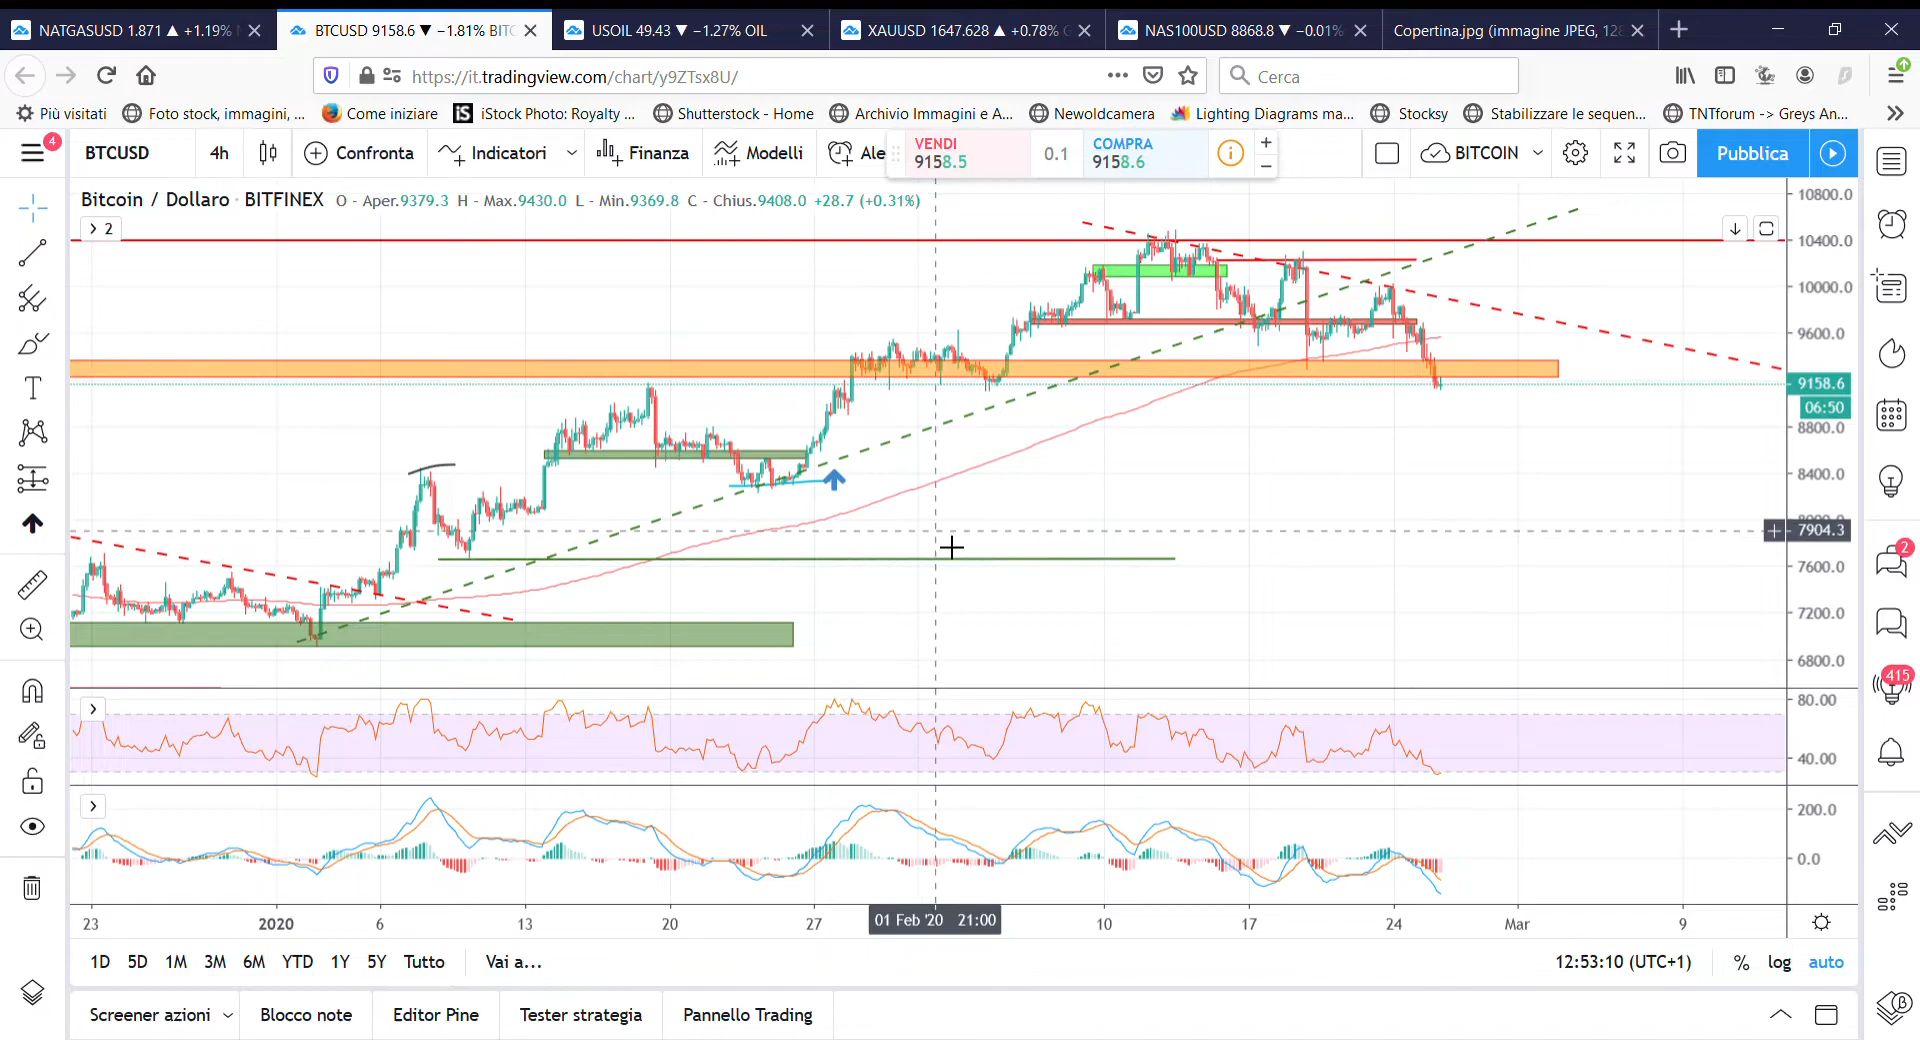 NATGASUSD 1.871 ▲ +1.19%
BTCUSD 9158.6 ▼ −1.81% BITC
USOIL 49.43 ▼ −1.27% OIL
XAUUSD 1647.628 ▲ +0.78%
NAS100USD 8868.8 ▼ −0.01%
Copertina.jpg (immagine JPEG, 128
https://it.tradingview.com/chart/y9ZTsx8U/
Cerca
Più visitati
Foto stock, immagini, ...
Come iniziare
iS
iStock Photo: Royalty ...
Shutterstock - Home
Archivio Immagini e A...
Newoldcamera
Lighting Diagrams ma...
Stocksy
Stabilizzare le sequen...
TNTforum -> Greys An...
4
BTCUSD
4h
Confronta
Indicatori
Finanza
Modelli
Ale
VENDI
9158.5
0.1
COMPRA
9158.6
BITCOIN
Pubblica
Bitcoin / Dollaro · BITFINEX
O - Aper.9379.3 H - Max.9430.0 L - Min.9369.8 C - Chius.9408.0 +28.7 (+0.31%)
2
10800.0
10400.0
10000.0
9600.0
9158.6
06:50
8800.0
8400.0
8000.0
7904.3
7600.0
7200.0
6800.0
80.00
40.00
200.0
0.0
T
2
415
23
2020
6
13
20
27
01 Feb '20 21:00
10
17
24
Mar
9
1D
5D
1M
3M
6M
YTD
1Y
5Y
Tutto
Vai a...
12:53:10 (UTC+1)
%
log
auto
Screener azioni
Blocco note
Editor Pine
Tester strategia
Pannello Trading